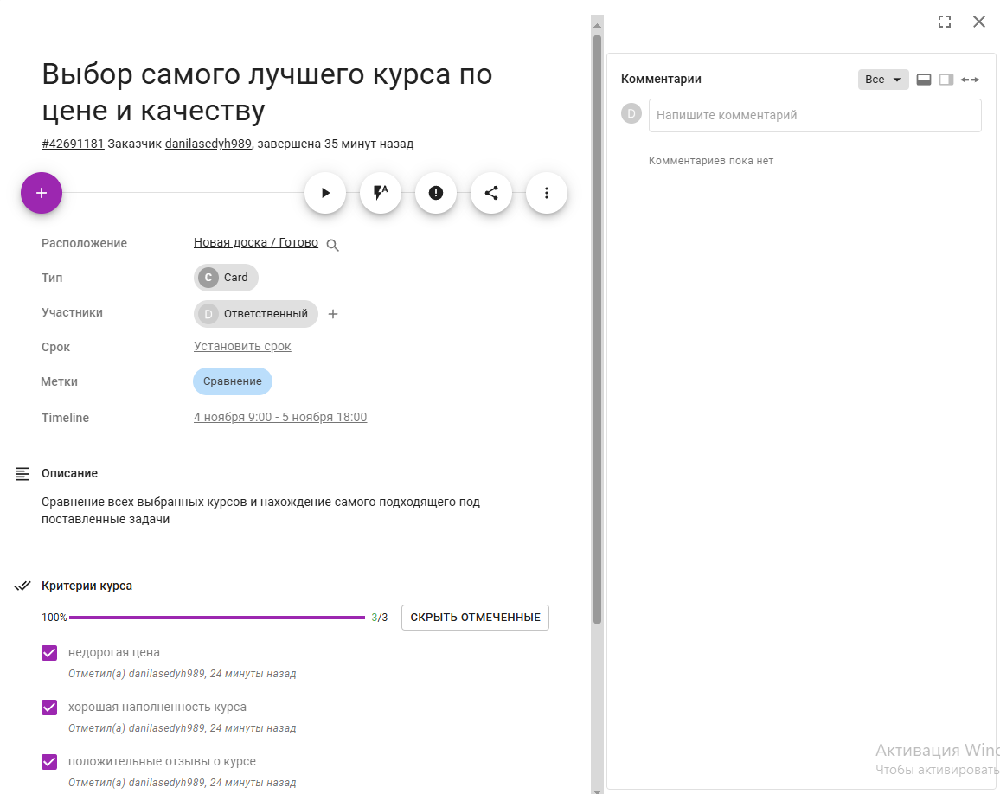 Выбор самого лучшего курса по
цене и качеству
#42691181 Заказчик danilasedyh989, завершена 35 минут назад
Расположение
Новая доска / Готово
Тип
C Card
Участники
D Ответственный
Срок
Установить срок
Метки
Сравнение
Timeline
4 ноября 9:00 - 5 ноября 18:00
Описание
Сравнение всех выбранных курсов и нахождение самого подходящего под
поставленные задачи
Критерии курса
100% 3/3 СКРЫТЬ ОТМЕЧЕННЫЕ
недорогая цена
Отметил(а) danilasedyh989, 24 минуты назад
хорошая наполненность курса
Отметил(а) danilasedyh989, 24 минуты назад
положительные отзывы о курсе
Отметил(а) danilasedyh989, 24 минуты назад
Комментарии
Все
D Напишите комментарий
Комментариев пока нет
Активация Wind
Чтобы активировать